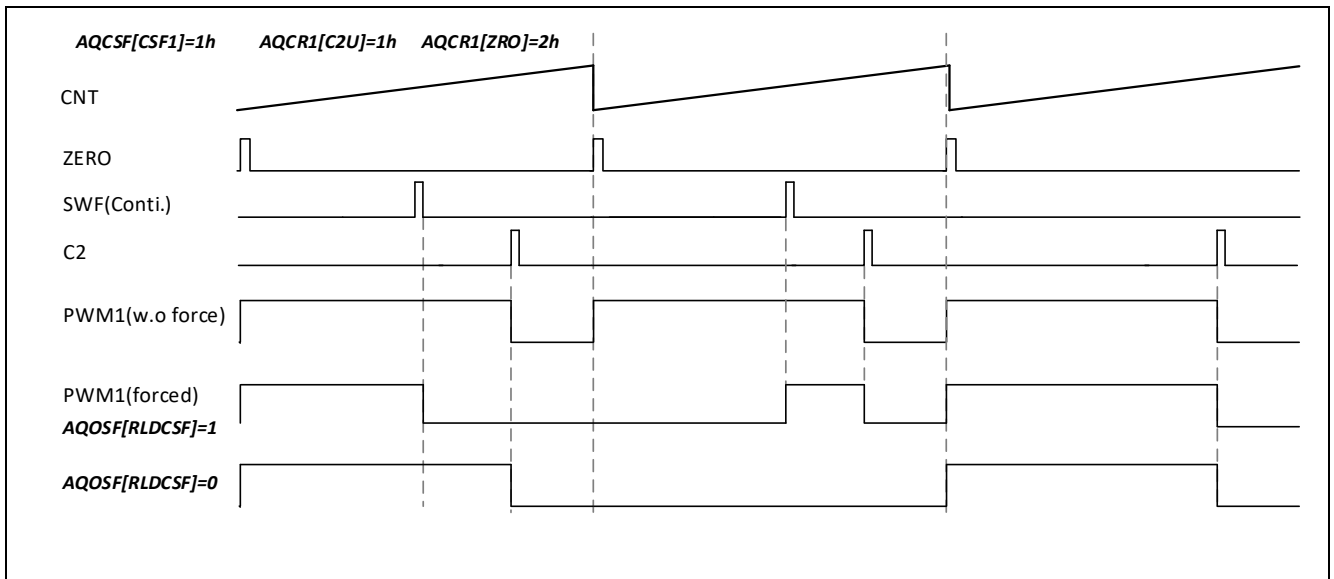 AQCSF[CSF1]=1h AQCR1[C2U]=1h AQCR1[ZRO]=2h
CNT
ZERO
SWF(Conti.)
C2
PWM1(w.o force)
PWM1(forced)
AQOSF[RLDCSF]=1
AQOSF[RLDCSF]=0